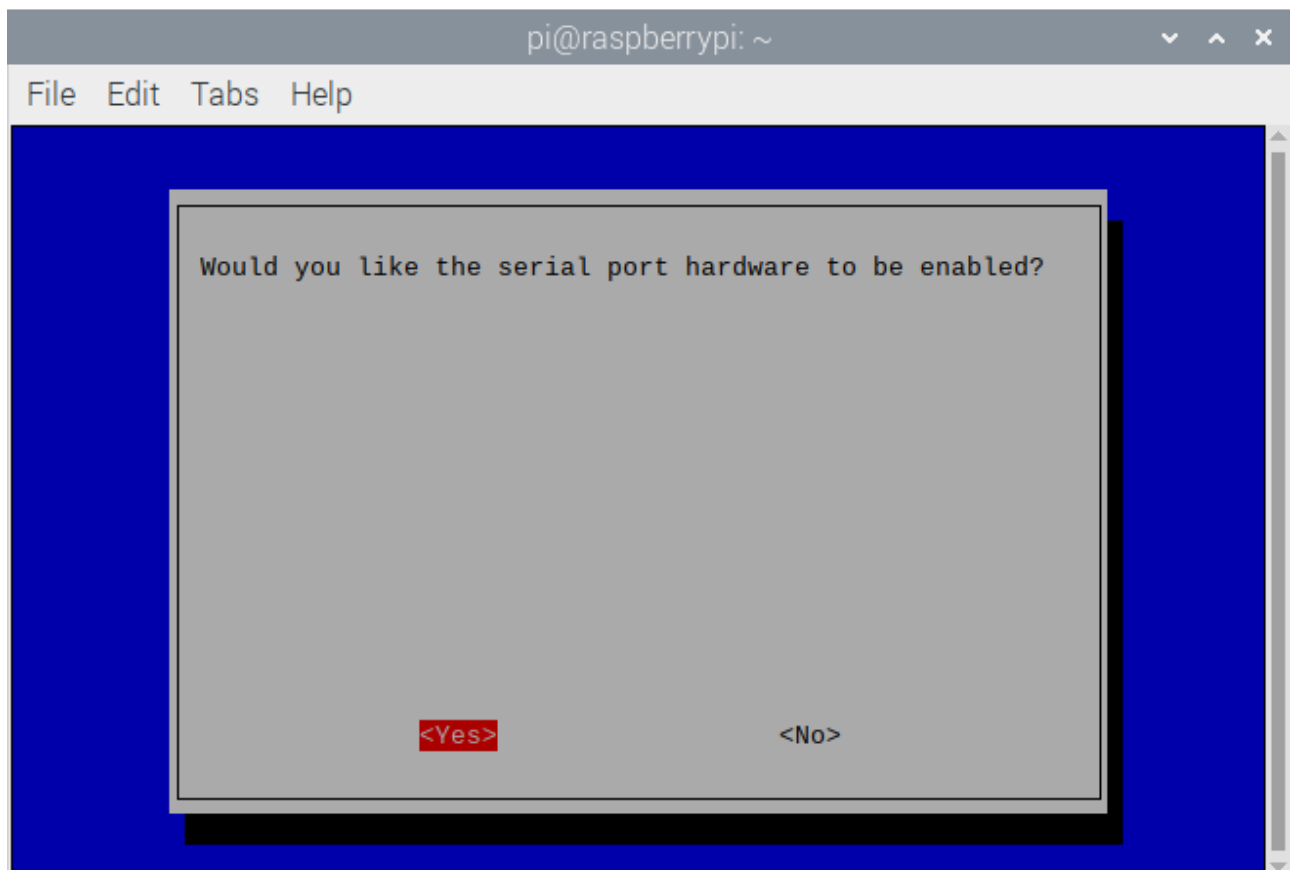 pi@raspberrypi: ~
File Edit Tabs Help
Would you like the serial port hardware to be enabled?
<Yes> <No>